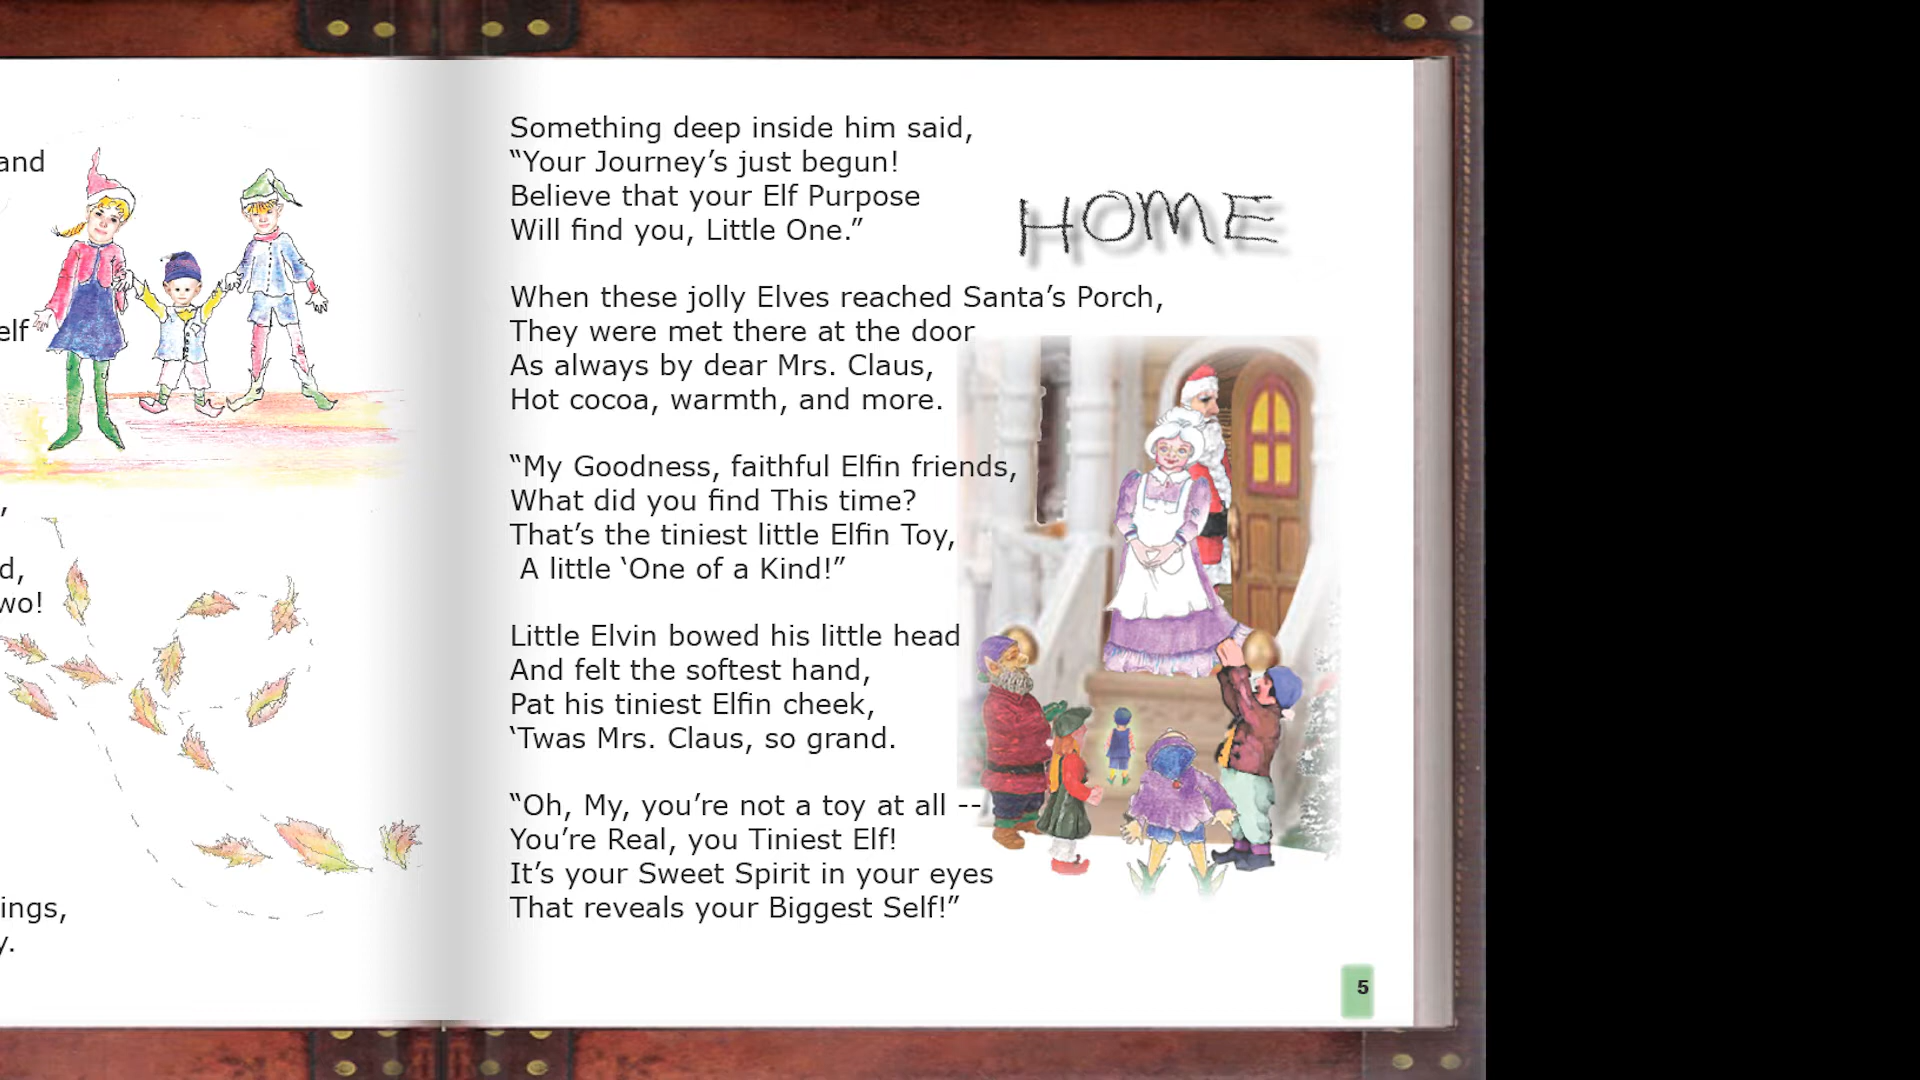 and
elf
,
d,
wo!
ings,
y.
Something deep inside him said,
“Your Journey’s just begun!
Believe that your Elf Purpose
Will find you, Little One.”
HOME
When these jolly Elves reached Santa’s Porch,
They were met there at the door
As always by dear Mrs. Claus,
Hot cocoa, warmth, and more.
“My Goodness, faithful Elfin friends,
What did you find This time?
That’s the tiniest little Elfin Toy,
A little ‘One of a Kind!”
Little Elvin bowed his little head
And felt the softest hand,
Pat his tiniest Elfin cheek,
‘Twas Mrs. Claus, so grand.
“Oh, My, you’re not a toy at all --
You’re Real, you Tiniest Elf!
It’s your Sweet Spirit in your eyes
That reveals your Biggest Self!”
5